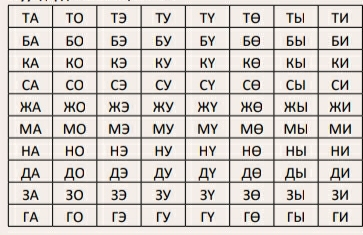 ТА ТО ТЭ ТУ ТҮ ТӨ ТЫ ТИ
БА БО БЭ БУ БҮ БӨ БЫ БИ
КА КО КЭ КУ КҮ КӨ КЫ КИ
СА СО СЭ СУ СҮ СӨ СЫ СИ
ЖА ЖО ЖЭ ЖУ ЖҮ ЖӨ ЖЫ ЖИ
МА МО МЭ МУ МҮ МӨ МЫ МИ
НА НО НЭ НУ НҮ НӨ НЫ НИ
ДА ДО ДЭ ДУ ДҮ ДӨ ДЫ ДИ
ЗА ЗО ЗЭ ЗУ ЗҮ ЗӨ ЗЫ ЗИ
ГА ГО ГЭ ГУ ГҮ ГӨ ГЫ ГИ